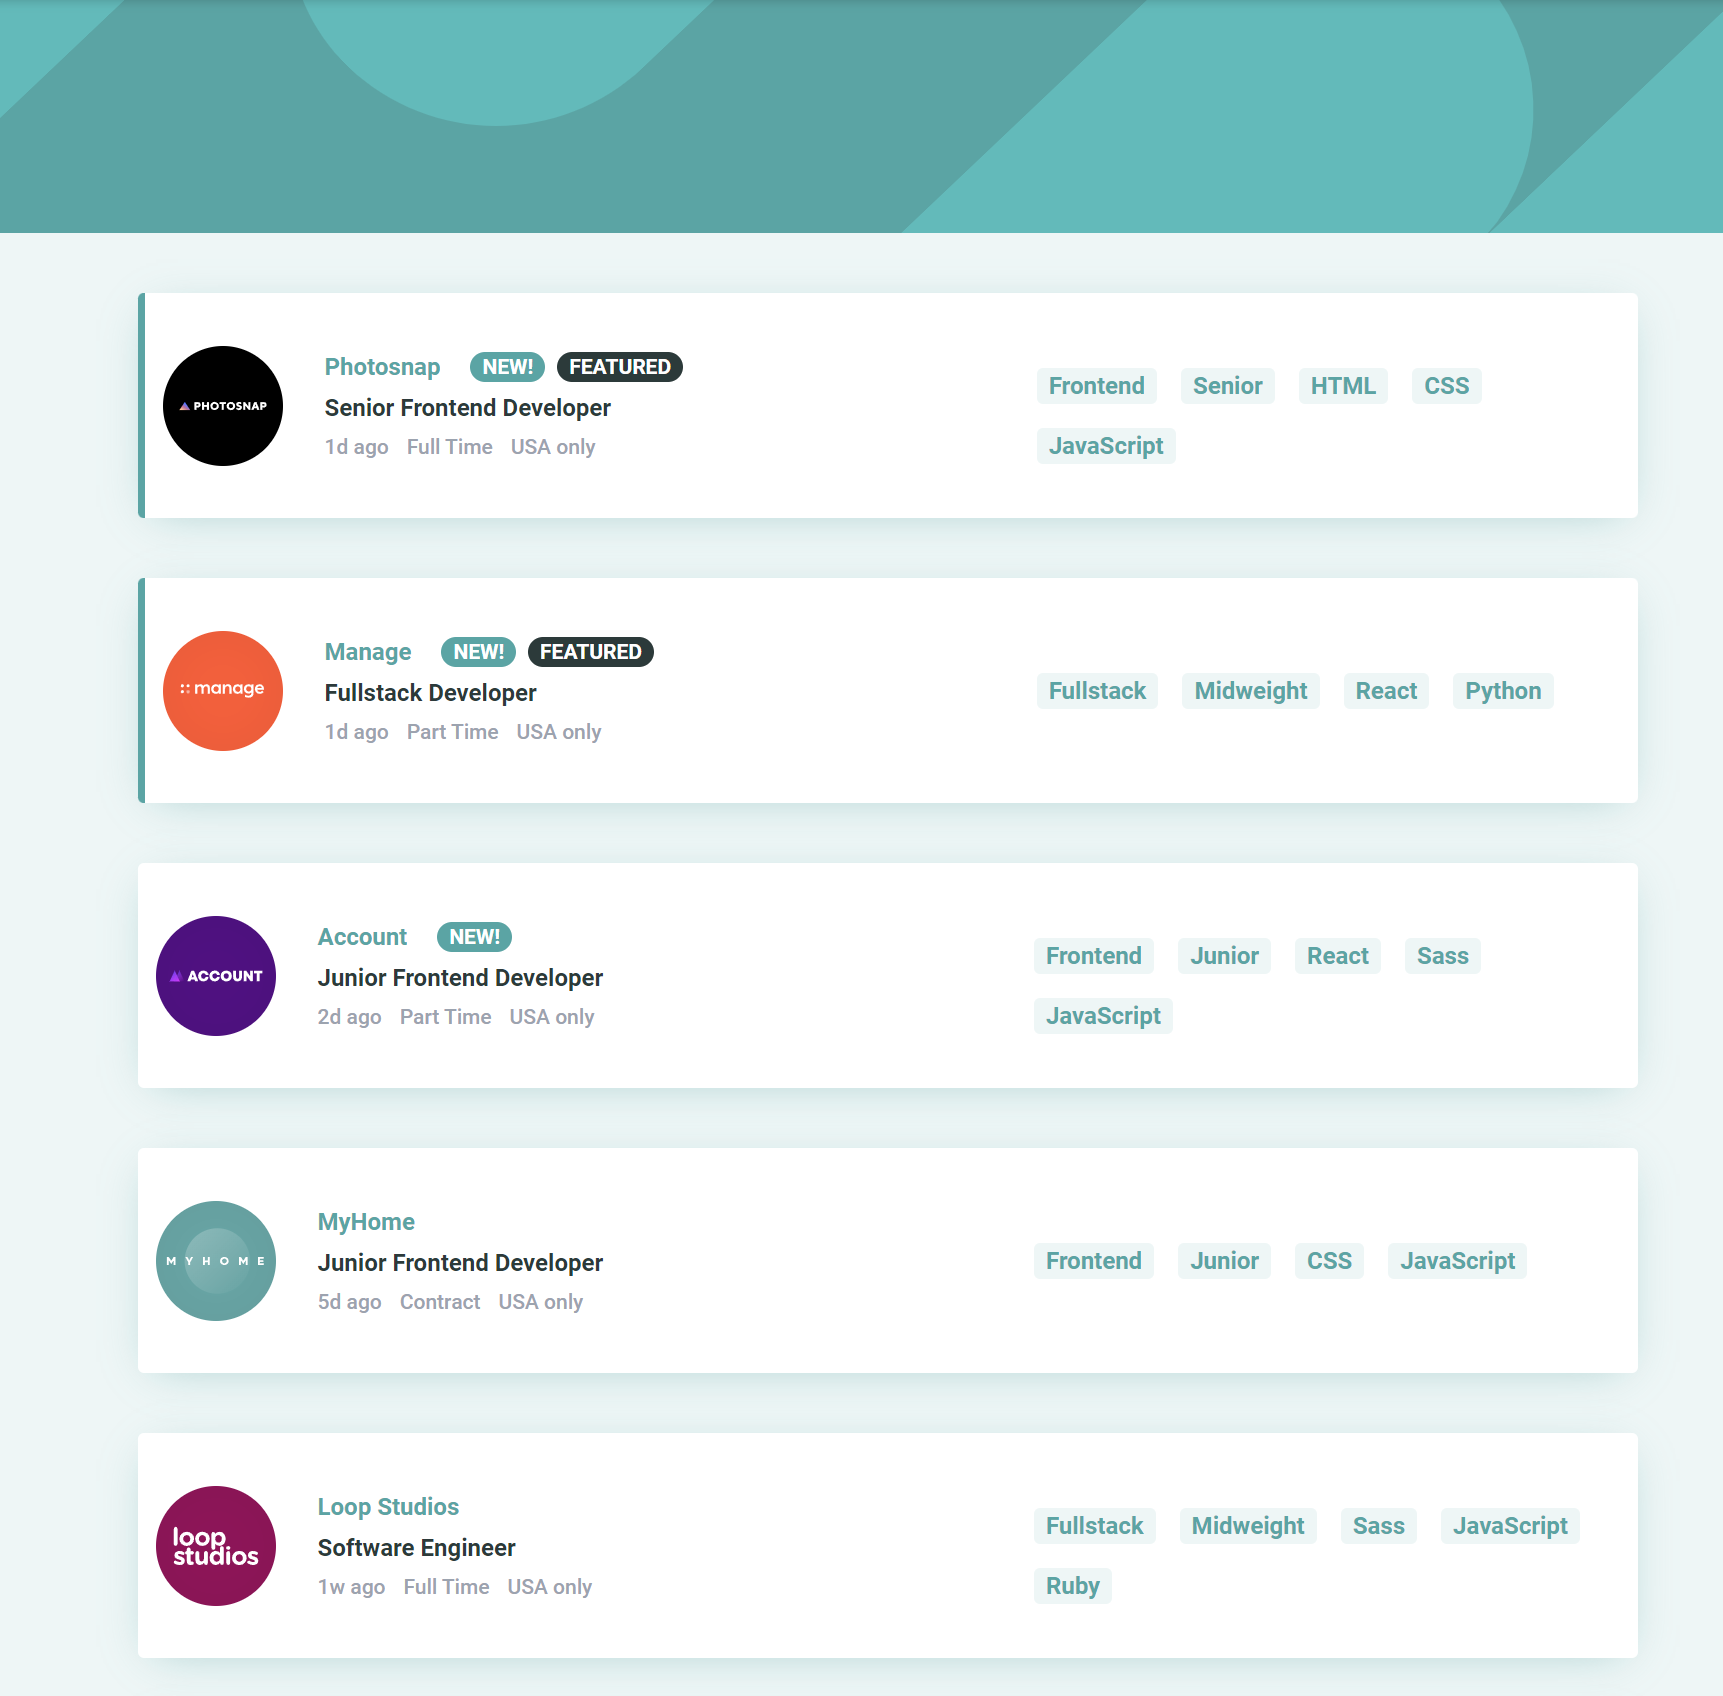 PHOTOSNAP
Photosnap NEW! FEATURED
Senior Frontend Developer
1d ago Full Time USA only
Frontend Senior HTML CSS
JavaScript
manage
Manage NEW! FEATURED
Fullstack Developer
1d ago Part Time USA only
Fullstack Midweight React Python
ACCOUNT
Account NEW!
Junior Frontend Developer
2d ago Part Time USA only
Frontend Junior React Sass
JavaScript
MYHOME
MyHome
Junior Frontend Developer
5d ago Contract USA only
Frontend Junior CSS JavaScript
loop
studios
Loop Studios
Software Engineer
1w ago Full Time USA only
Fullstack Midweight Sass JavaScript
Ruby